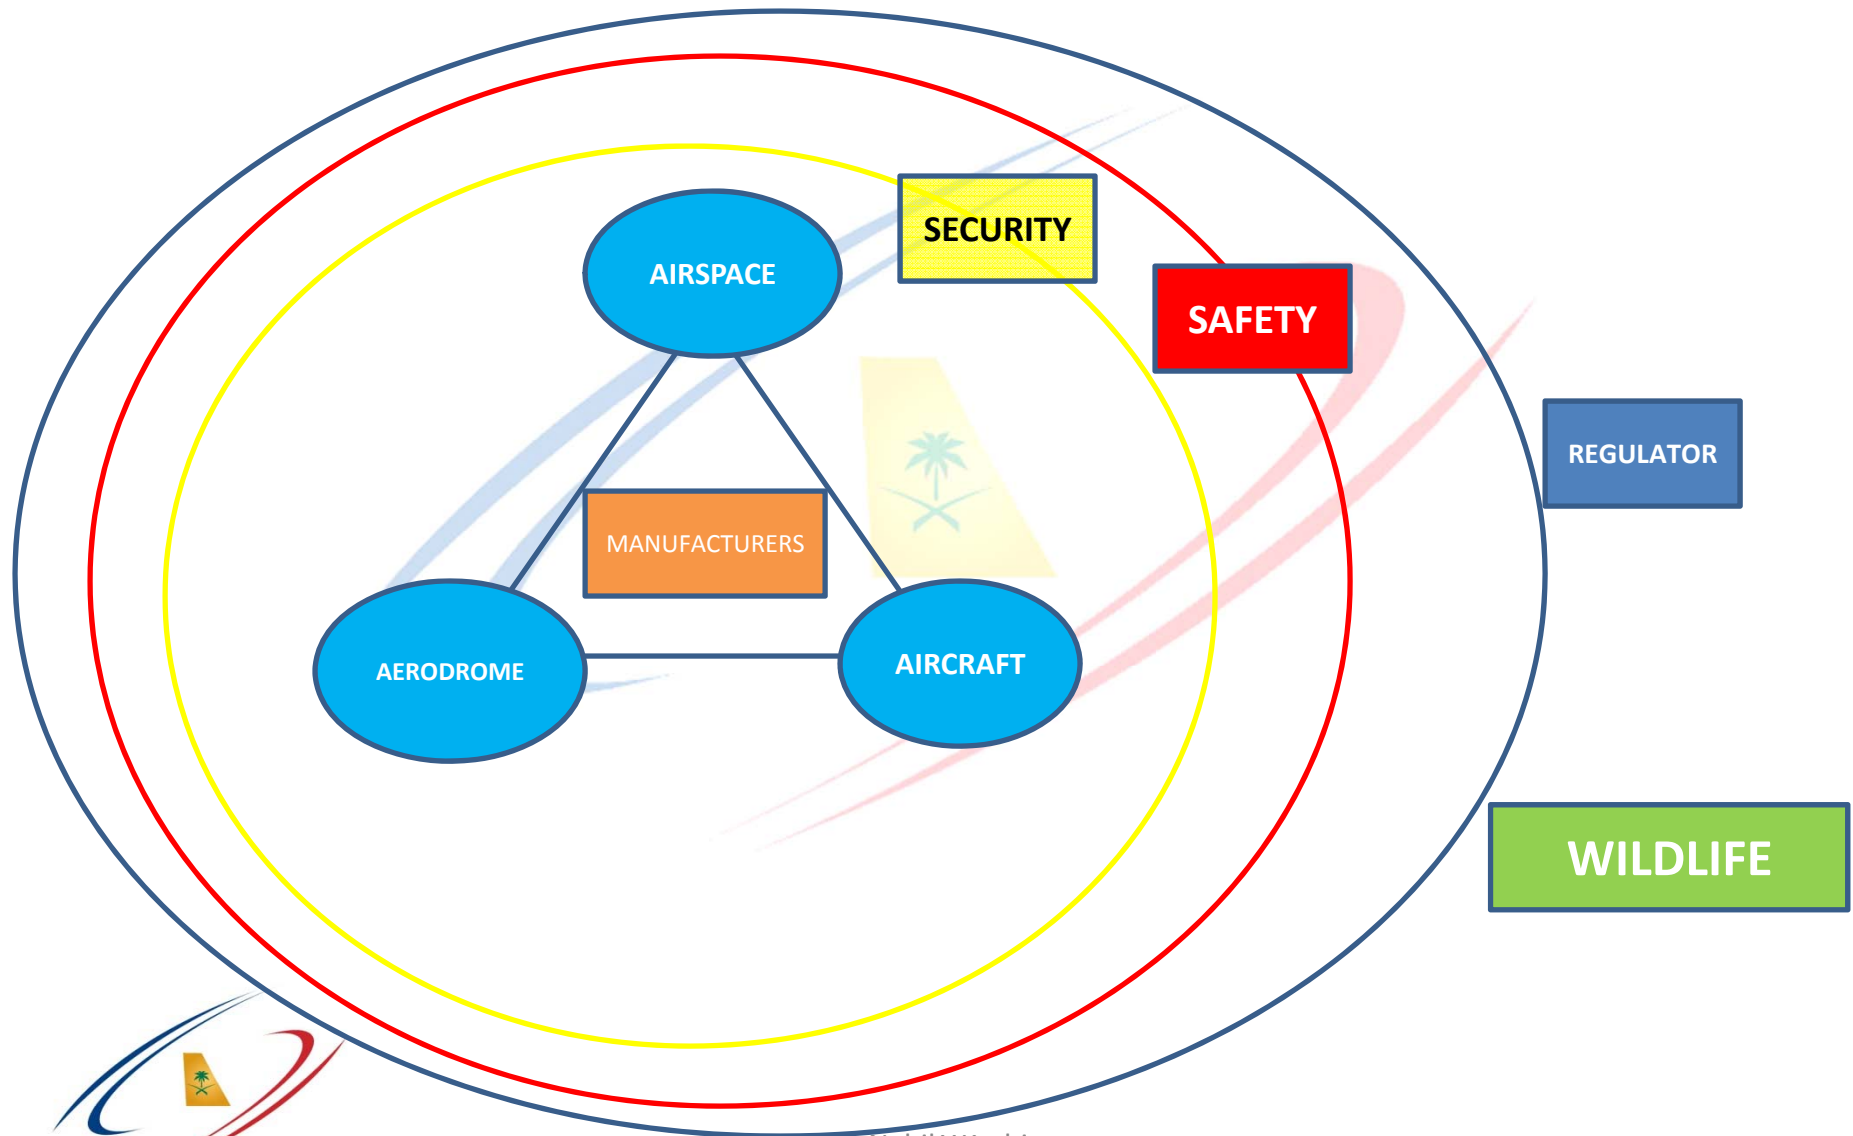 SECURITY
AIRSPACE
SAFETY
REGULATOR
MANUFACTURERS
AERODROME
AIRCRAFT
WILDLIFE